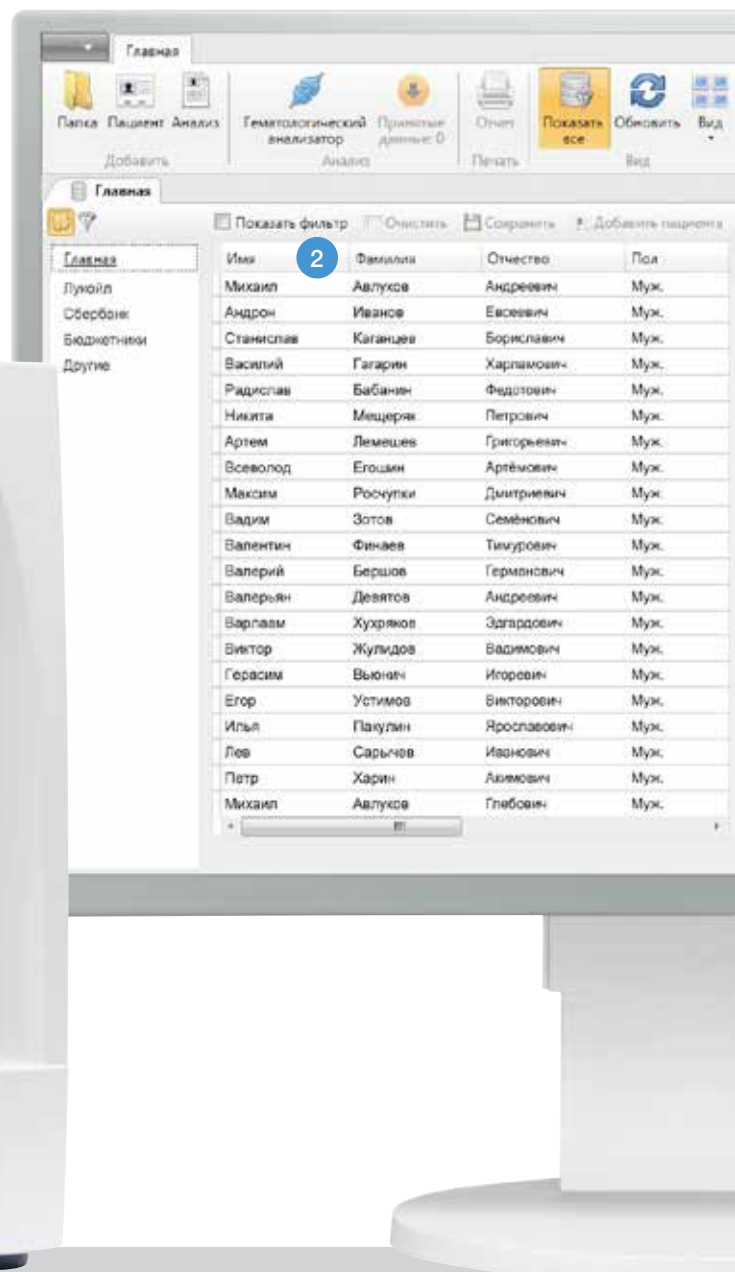 Главная
Папка Пациент Анализ Гематологический анализатор Принятые данные: 0 Отчет Показать все Обновить Вид
Добавить Анализ Печать Вид
Главная
Показать фильтр Очистить Сохранить Добавить пациента
Главная
Лукойл
Сбербанк
Бюджетники
Другие
2
Имя Фамилия Отчество Пол
Михаил Авлуков Андреевич Муж.
Андрон Иванов Евсеевич Муж.
Станислав Каганцев Бориславич Муж.
Василий Гагарин Харламович Муж.
Радислав Бабанин Федотович Муж.
Никита Мещеряк Петрович Муж.
Артем Лемешев Григорьевич Муж.
Всеволод Егошин Артёмович Муж.
Максим Росчупки Дмитриевич Муж.
Вадим Зотов Семёнович Муж.
Валентин Финаев Тимурович Муж.
Валерий Бершов Германович Муж.
Валерьян Девятов Андреевич Муж.
Варлаам Хухряков Эдгардович Муж.
Виктор Жулидов Вадимович Муж.
Герасим Вьюнич Игоревич Муж.
Егор Устимов Викторович Муж.
Илья Пакулин Ярославович Муж.
Лев Сарычов Иванович Муж.
Петр Харин Акимович Муж.
Михаил Авлуков Глебович Муж.